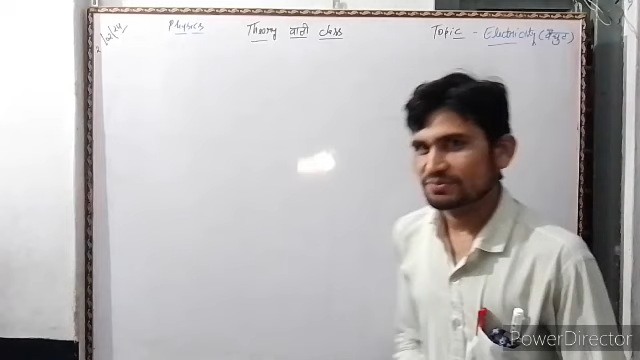 Physics Theory वाली class Topic - Electricity (वैद्युत)
PowerDirector